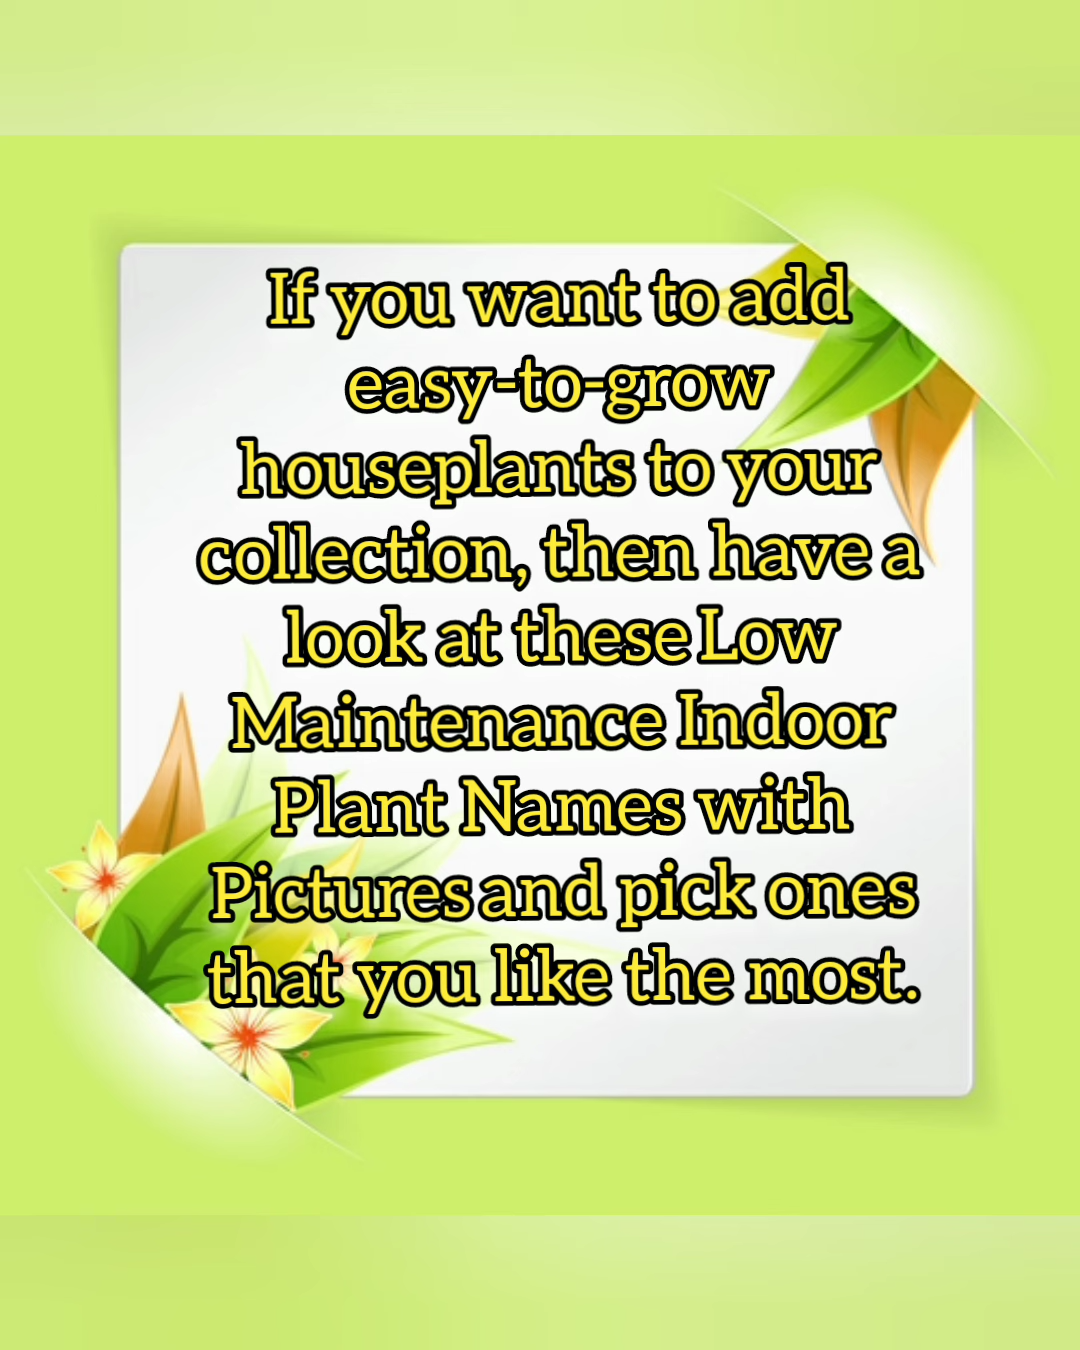 If you want to add
easy-to-grow
houseplants to your
collection, then have a
look at these Low
Maintenance Indoor
Plant Names with
Pictures and pick ones
that you like the most.